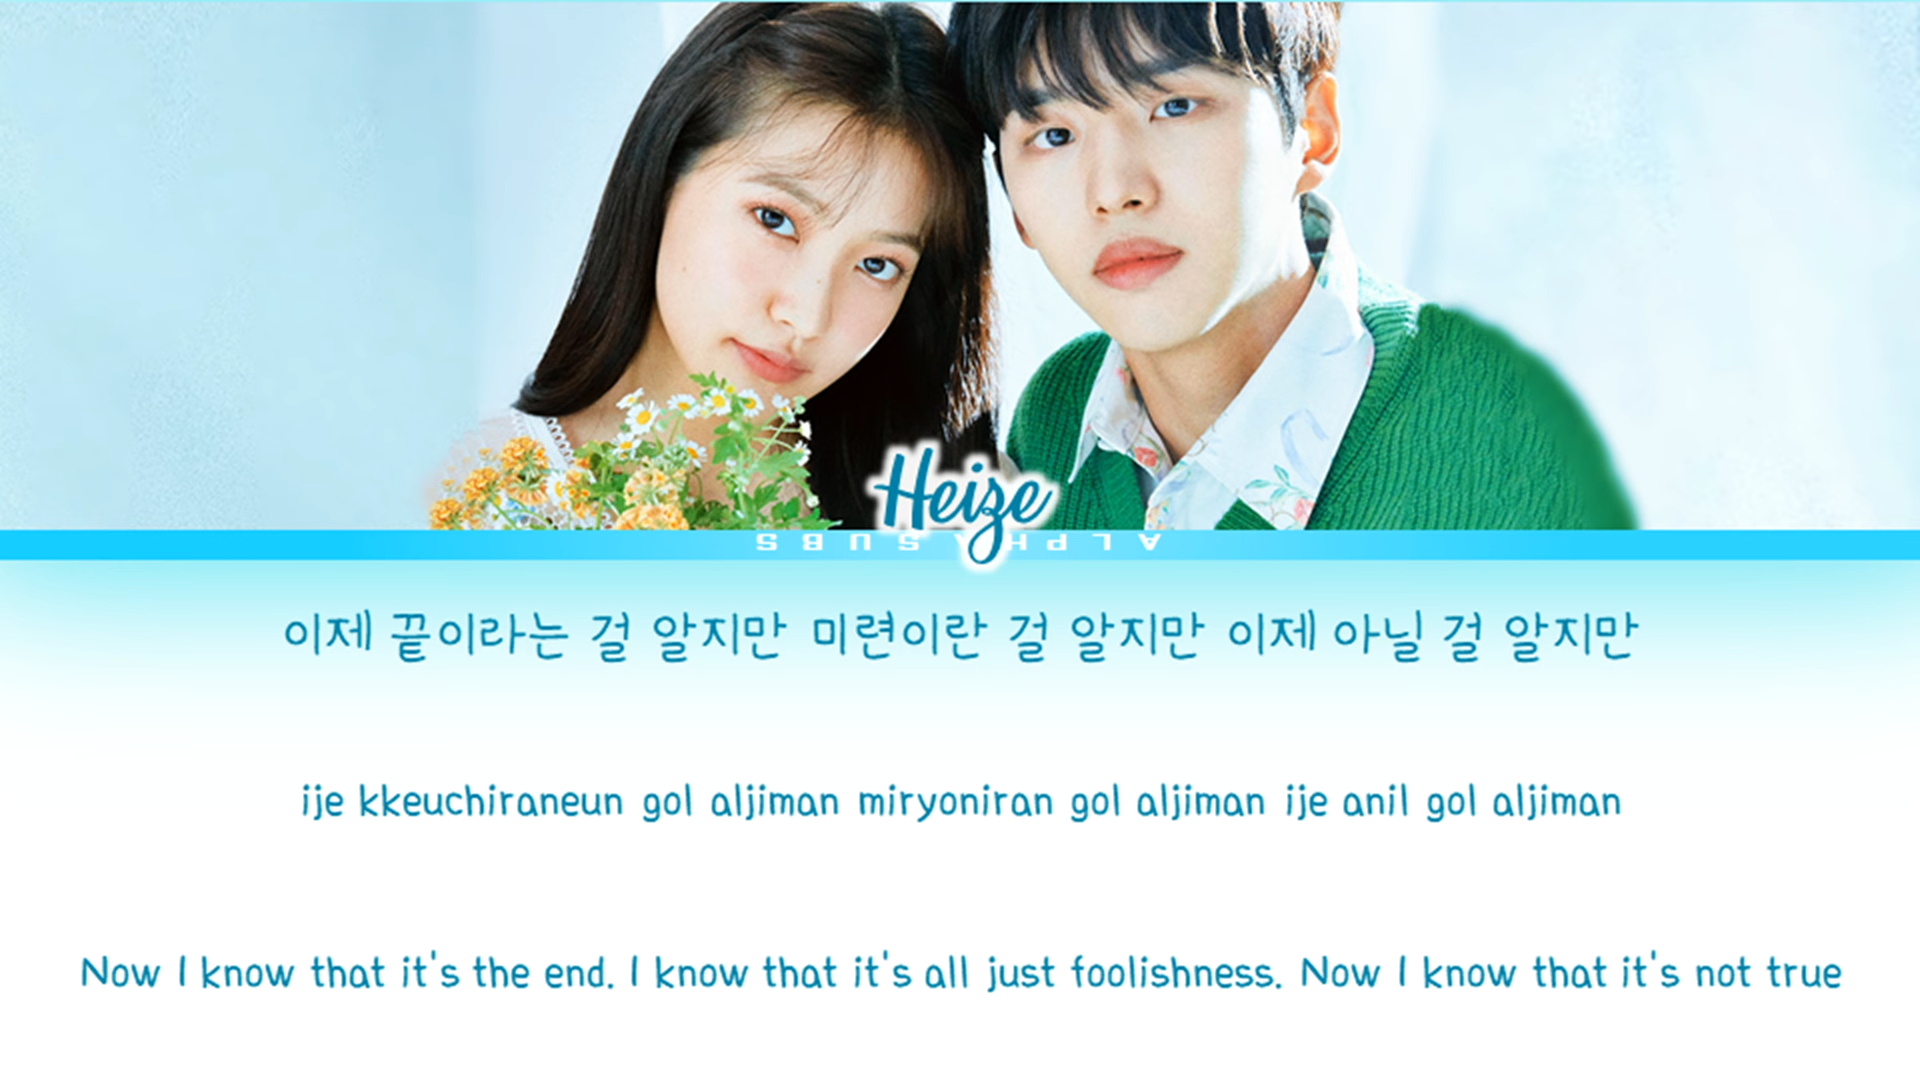 Heize
ALPHA SUBS
이제 끝이라는 걸 알지만 미련이란 걸 알지만 이제 아닐 걸 알지만
ije kkeuchiraneun gol aljiman miryoniran gol aljiman ije anil gol aljiman
Now I know that it's the end. I know that it's all just foolishness. Now I know that it's not true